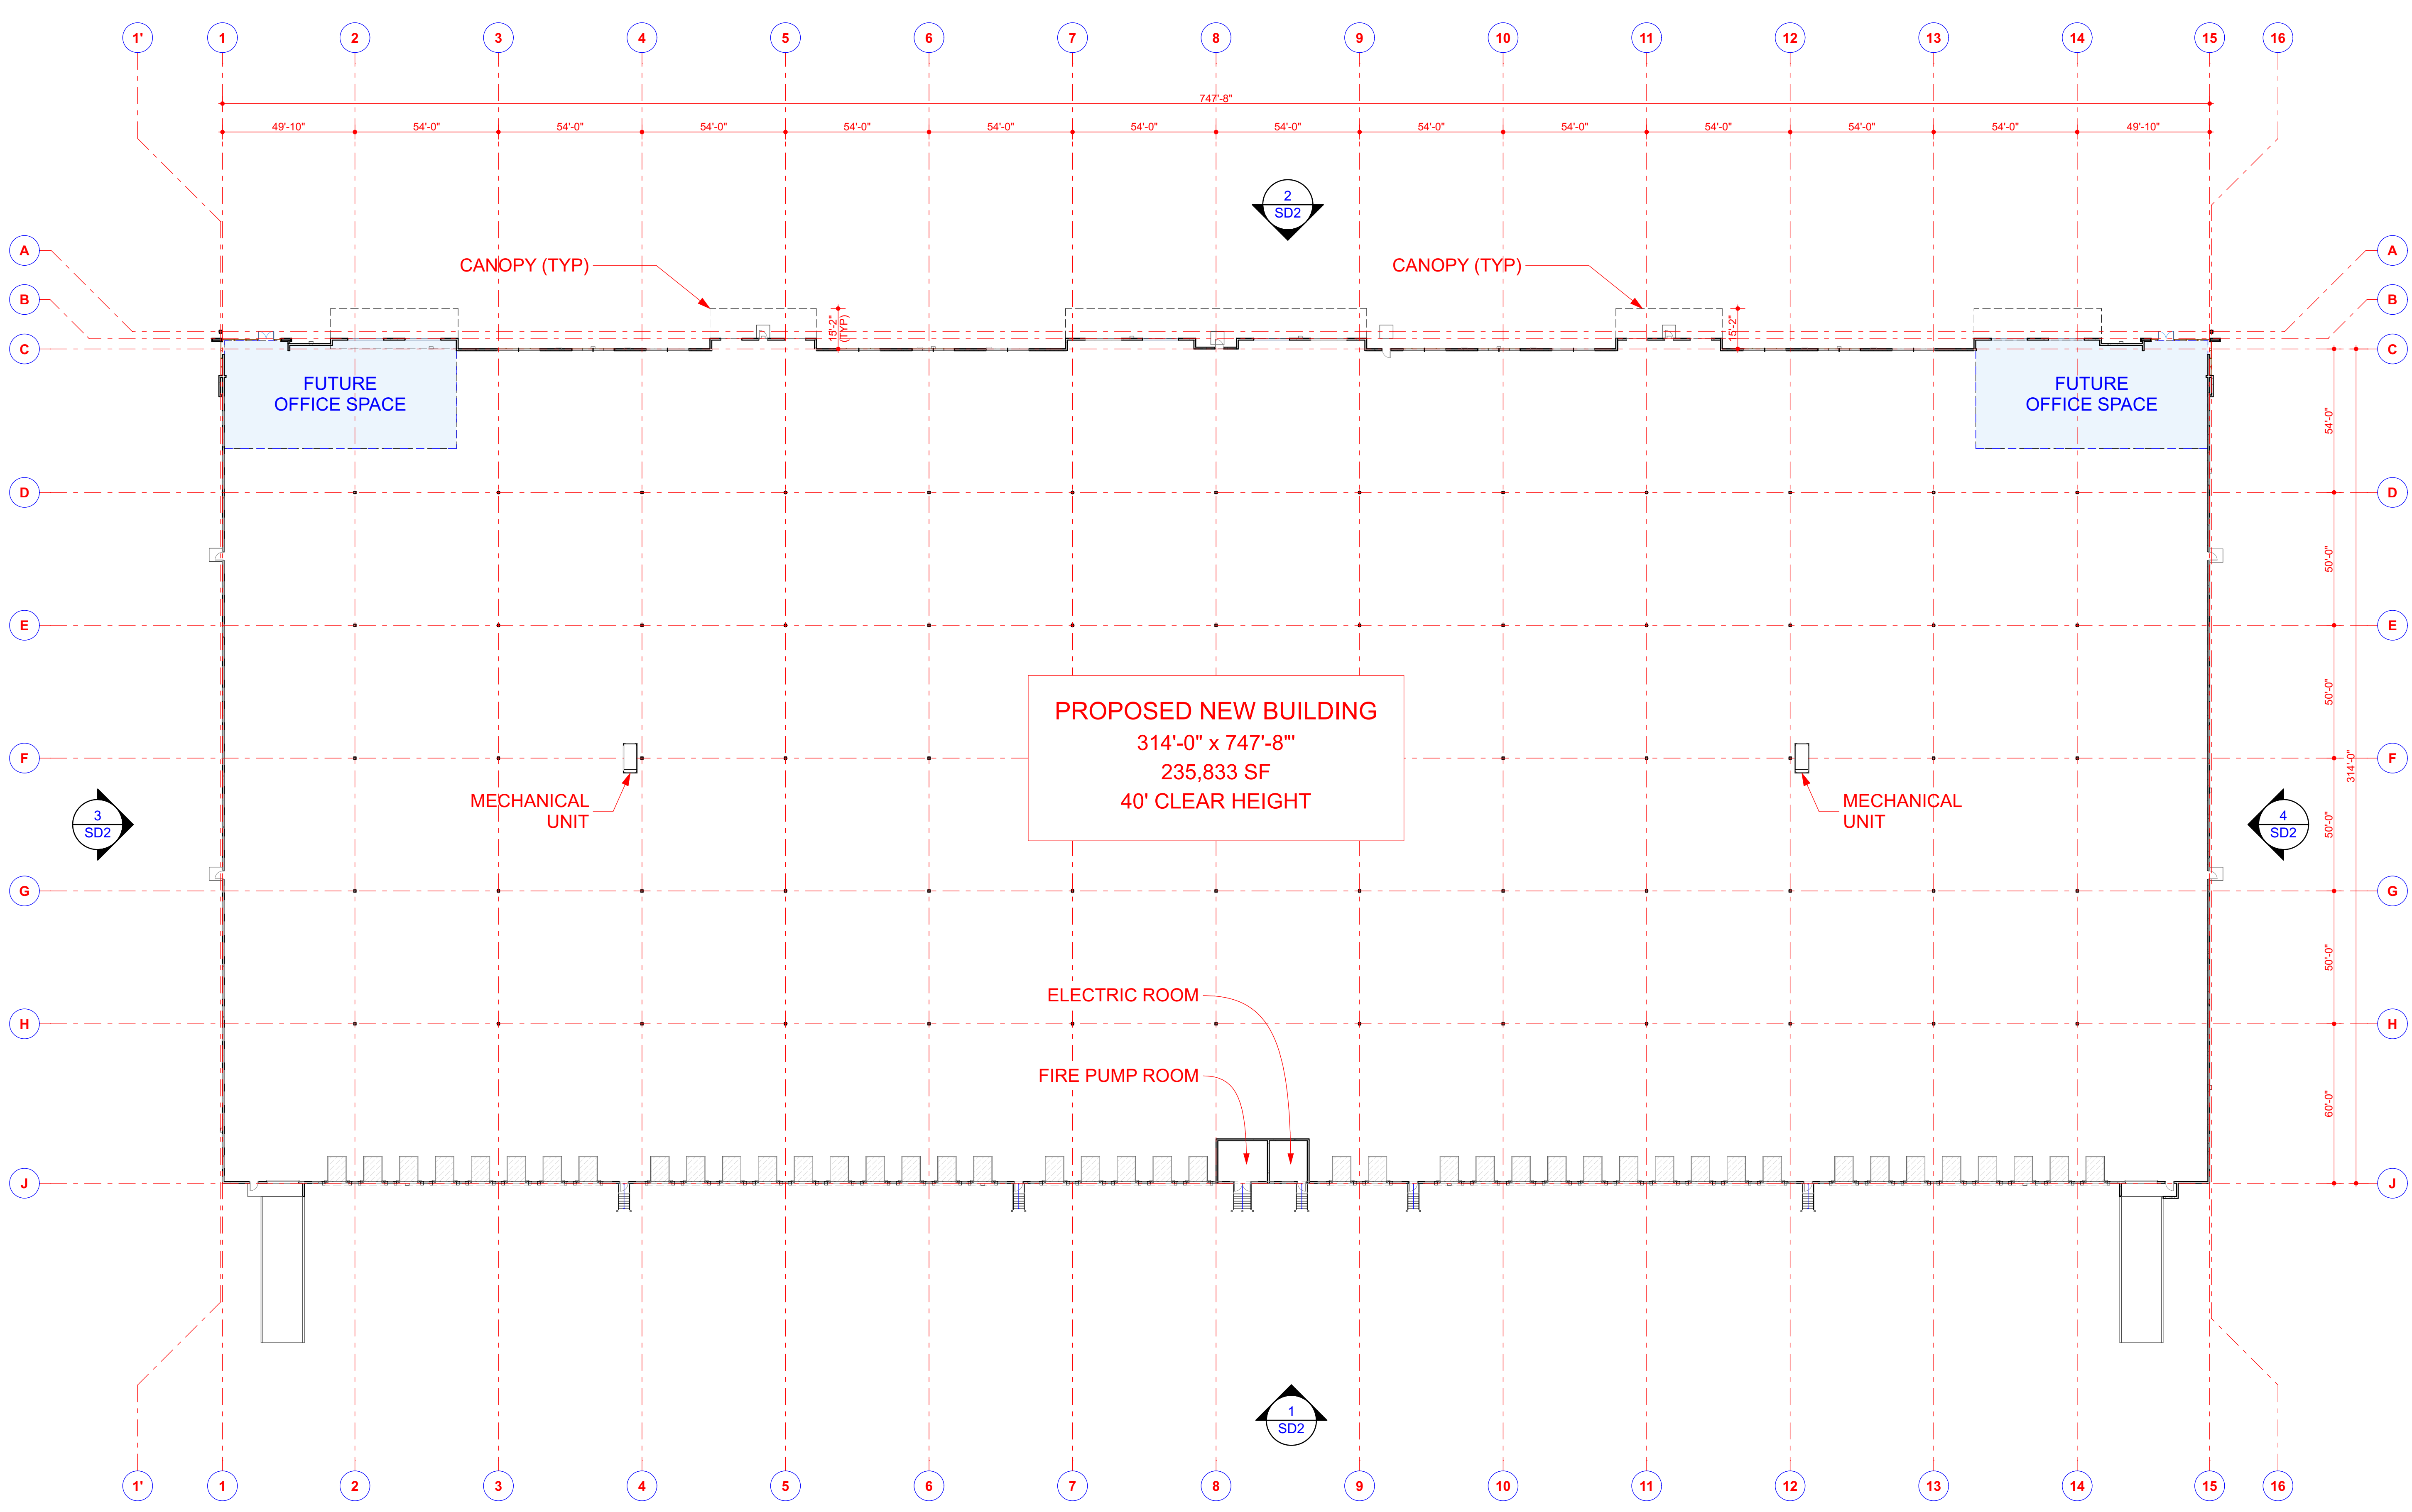 1' 1 2 3 4 5 6 7 8 9 10 11 12 13 14 15 16
747'-8"
49'-10" 54'-0" 54'-0" 54'-0" 54'-0" 54'-0" 54'-0" 54'-0" 54'-0" 54'-0" 54'-0" 54'-0" 54'-0" 49'-10"
2
SD2
A A
CANOPY (TYP) CANOPY (TYP)
B B
15'-2"
(TYP)
15'-2"
C C
FUTURE
OFFICE SPACE
FUTURE
OFFICE SPACE
54'-0"
D D
50'-0"
E E
50'-0"
PROPOSED NEW BUILDING
314'-0" x 747'-8"'
235,833 SF
40' CLEAR HEIGHT
F F
314'-0"
MECHANICAL
UNIT
MECHANICAL
UNIT
3
SD2
4
SD2
50'-0"
G G
50'-0"
ELECTRIC ROOM
H H
FIRE PUMP ROOM
60'-0"
J J
1
SD2
1' 1 2 3 4 5 6 7 8 9 10 11 12 13 14 15 16